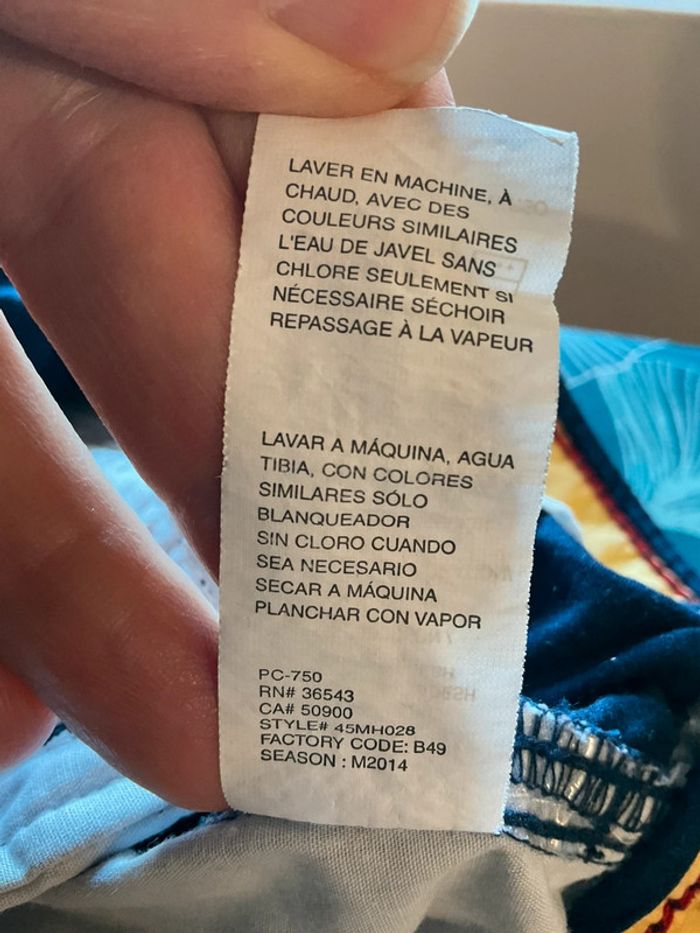 LAVER EN MACHINE, À
CHAUD, AVEC DES
COULEURS SIMILAIRES
L'EAU DE JAVEL SANS
CHLORE SEULEMENT SI
NÉCESSAIRE SÉCHOIR
REPASSAGE À LA VAPEUR
LAVAR A MÁQUINA, AGUA
TIBIA, CON COLORES
SIMILARES SÓLO
BLANQUEADOR
SIN CLORO CUANDO
SEA NECESARIO
SECAR A MÁQUINA
PLANCHAR CON VAPOR
PC-750
RN# 36543
CA# 50900
STYLE# 45MH028
FACTORY CODE: B49
SEASON : M2014